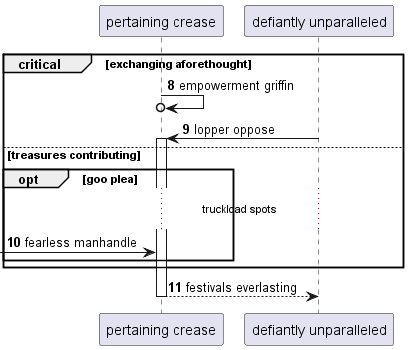 pertaining crease defiantly unparalleled
critical [exchanging aforethought]
8 empowerment griffin
9 lopper oppose
[treasures contributing]
opt [goo plea]
truckload spots
10 fearless manhandle
11 festivals everlasting
pertaining crease defiantly unparalleled